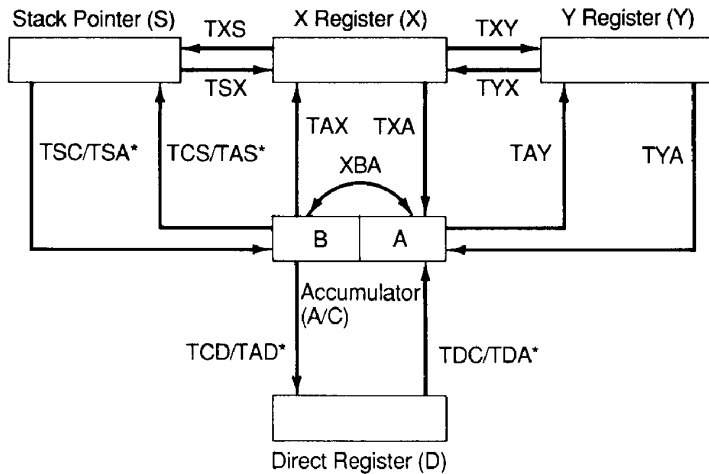 Stack Pointer (S)
X Register (X)
Y Register (Y)
TXS
TXY
TSX
TYX
TSC/TSA*
TCS/TAS*
TAX
TXA
TAY
TYA
XBA
B
A
Accumulator
(A/C)
TCD/TAD*
TDC/TDA*
Direct Register (D)